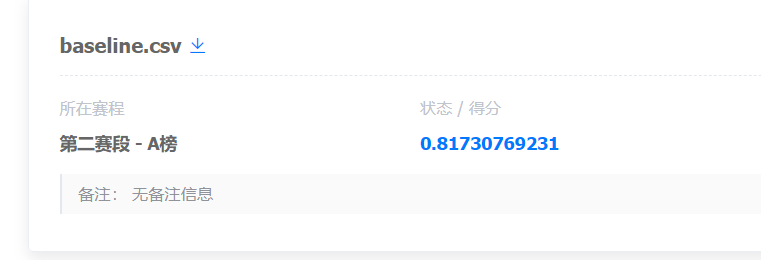 baseline.csv
所在赛程
状态 / 得分
第二赛段 - A榜
0.81730769231
备注： 无备注信息